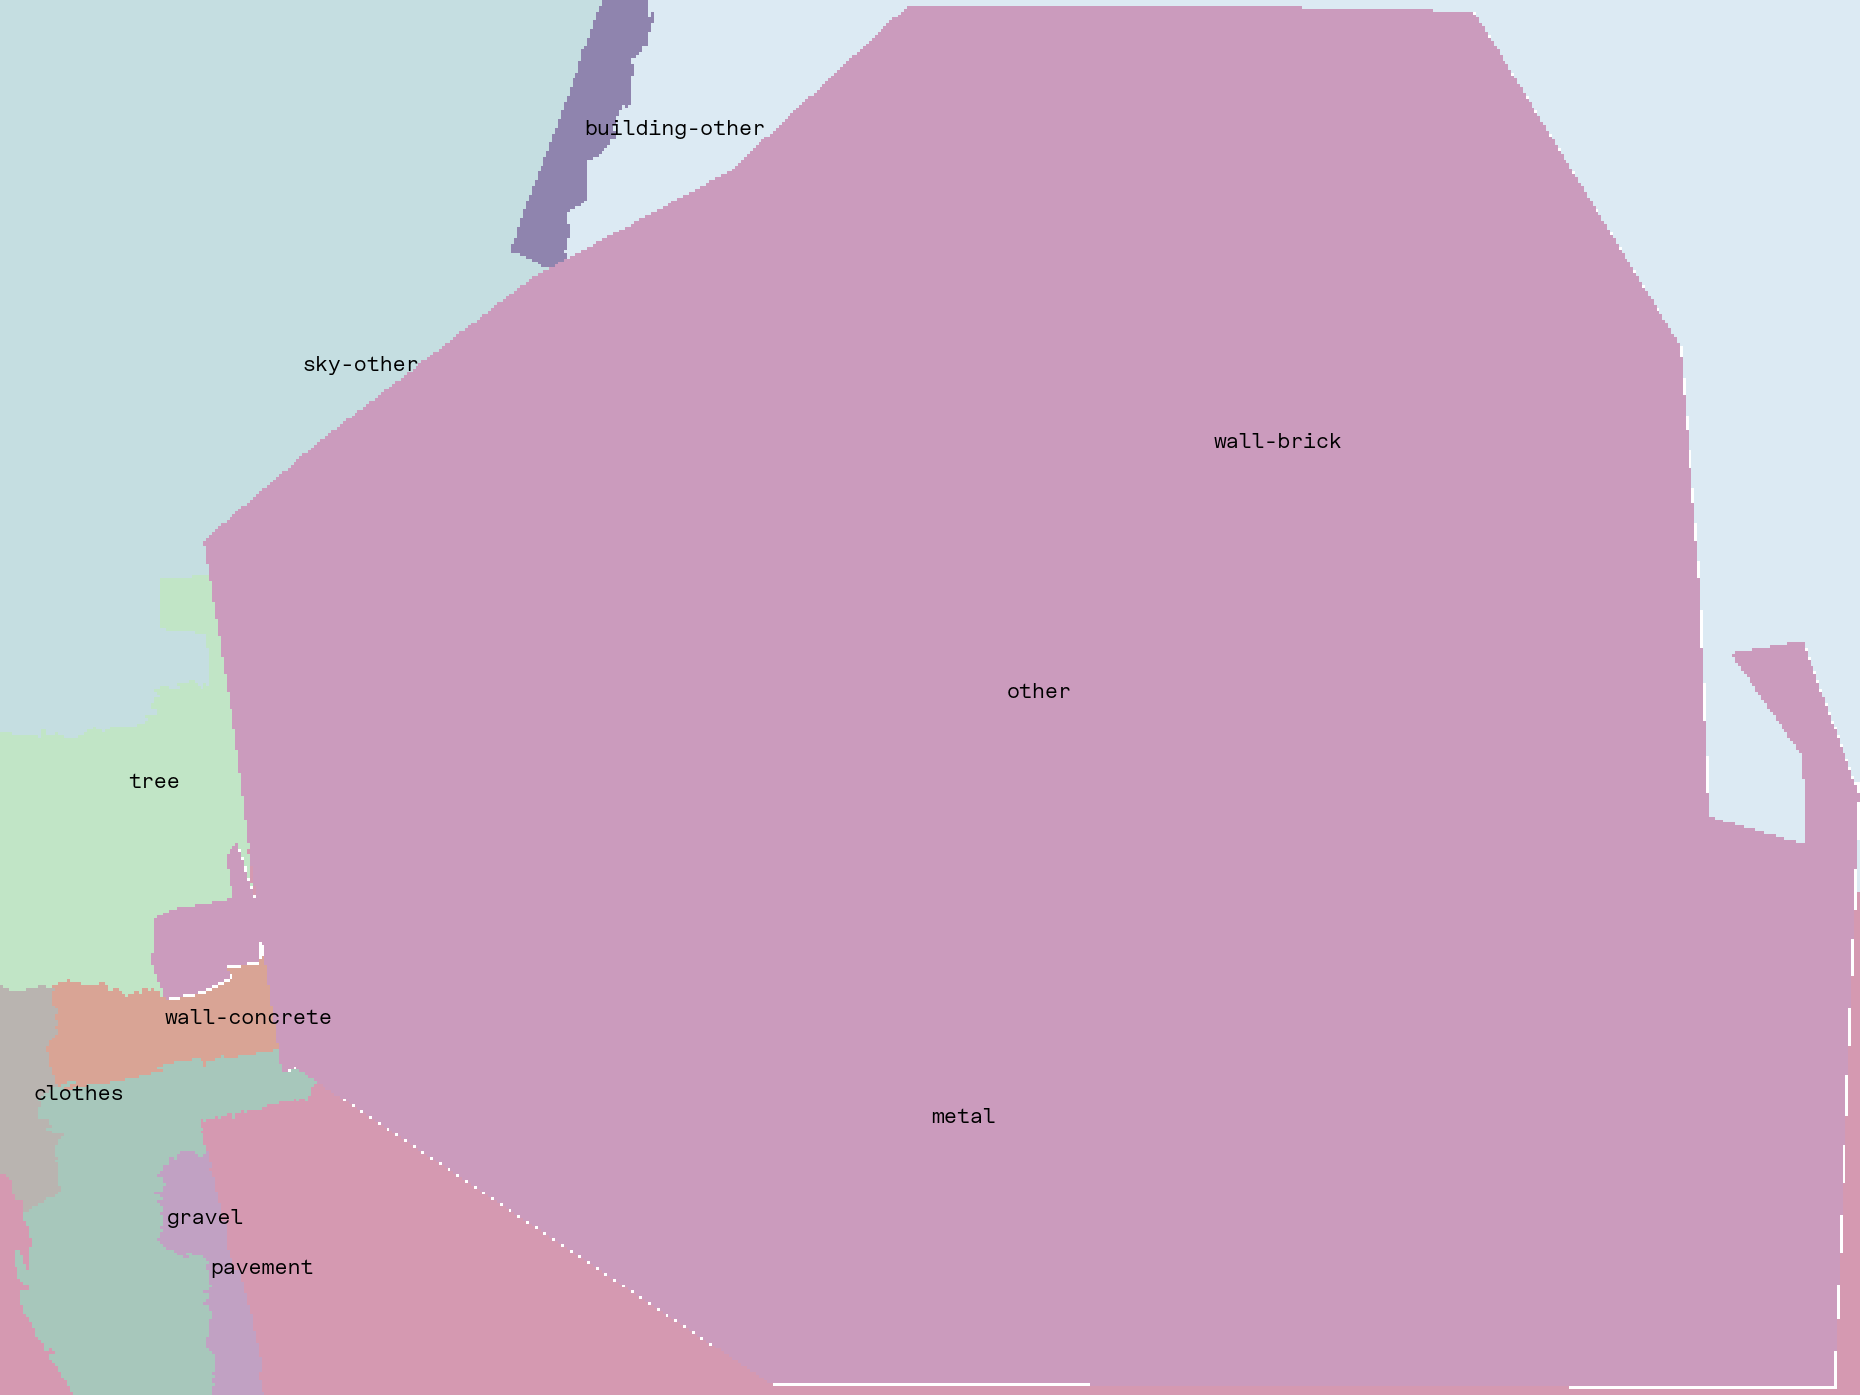 building-other
sky-other
wall-brick
other
tree
wall-concrete
clothes
metal
gravel
pavement